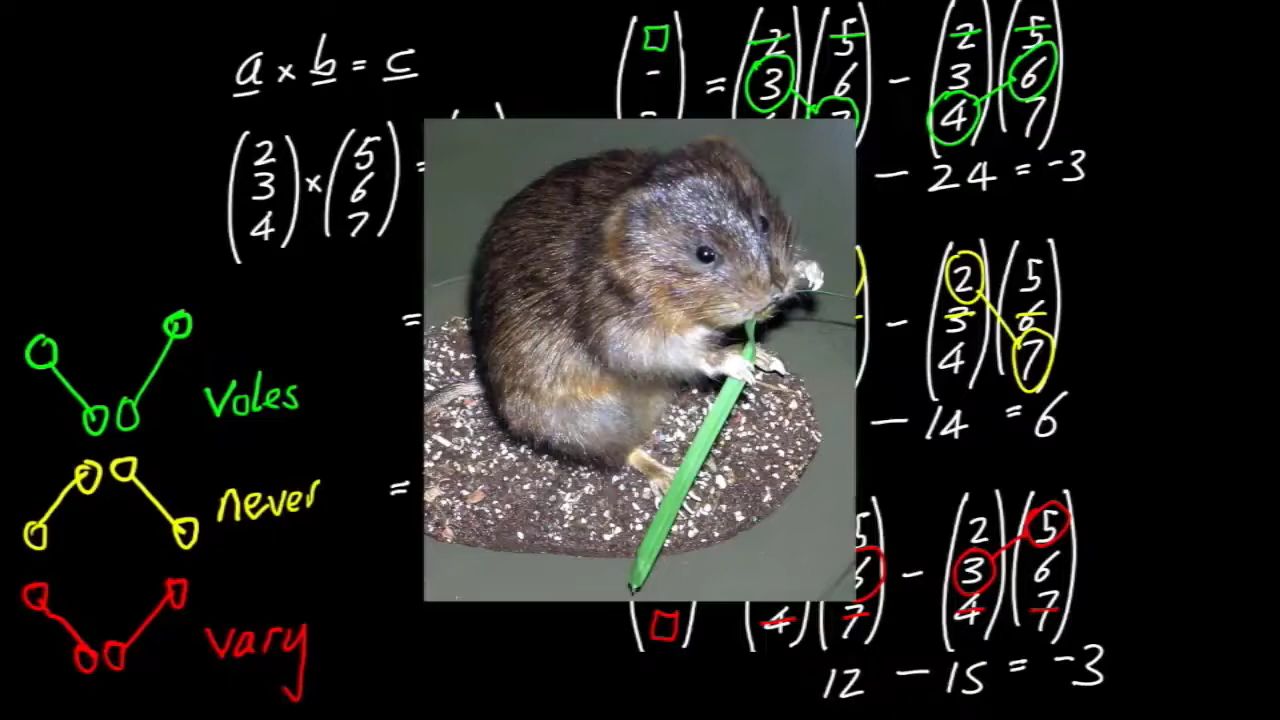 a × b = c
(2 3 4) × (5 6 7) =
= (2 3) (5 6 7) − (2 3 4) (5 6 7)
− 24 = -3
= − (2 3 4) (5 6 7)
− 14 = 6
= (4) (5 6 7) − (2 3 4) (5 6 7)
12 − 15 = -3
Voles
never
vary